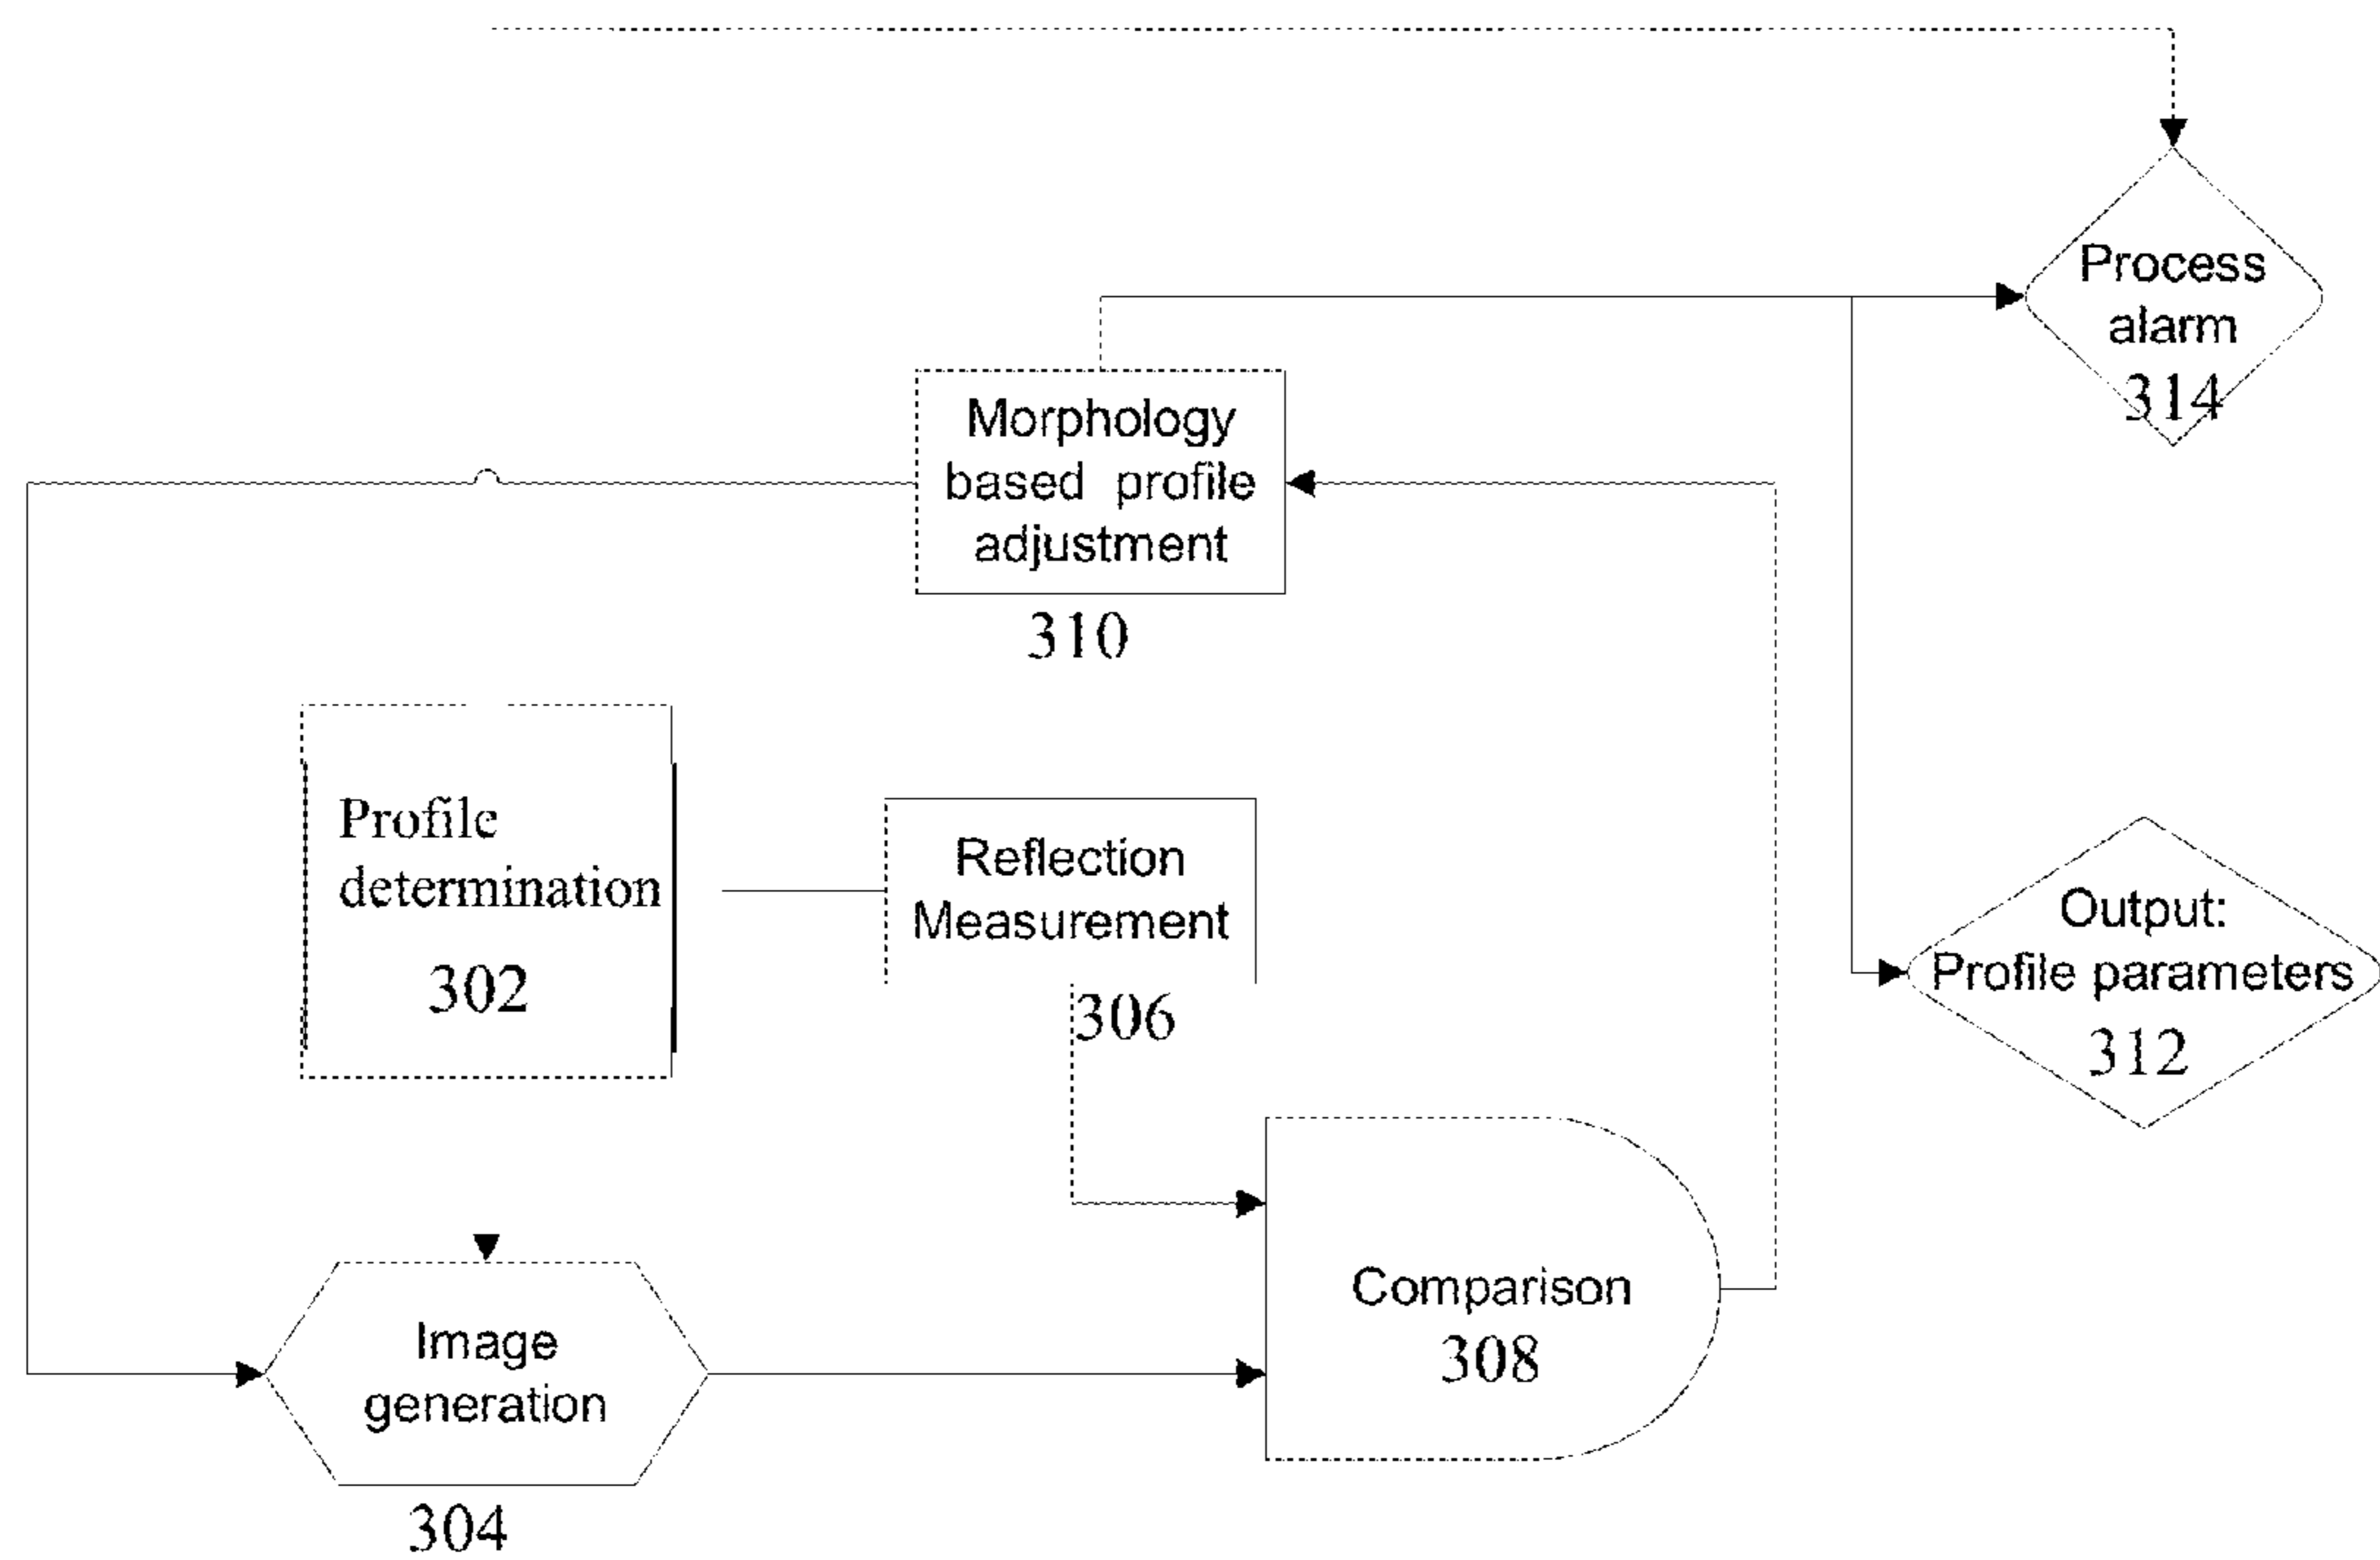 Process
alarm
314
Morphology
based profile
adjustment
310
Profile
determination
302
Reflection
Measurement
306
Output:
Profile parameters
312
Comparison
308
Image
generation
304